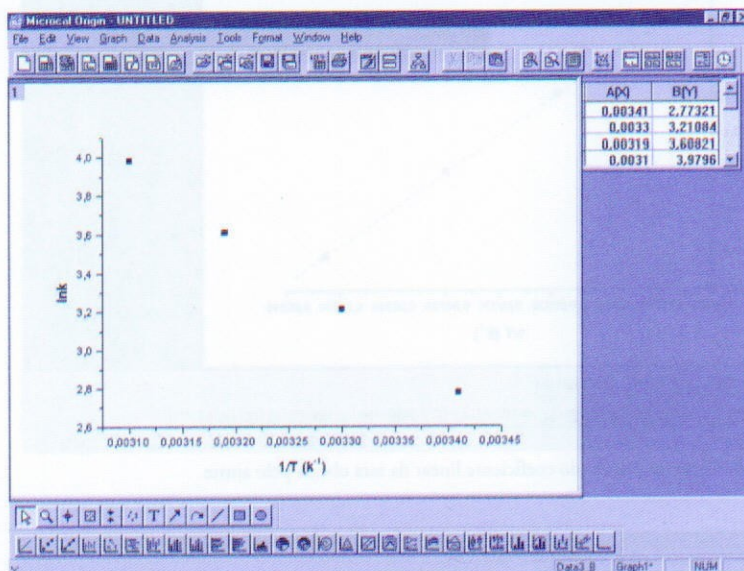 Microcal Origin - UNTITLED
File Edit View Graph Data Analysis Tools Format Window Help
1
A[X] B[Y]
0,00341 2,77321
0,0033 3,21084
0,00319 3,60821
0,0031 3,9796
4,0
3,8
3,6
3,4
3,2
3,0
2,8
2,6
lnk
0,00310 0,00315 0,00320 0,00325 0,00330 0,00335 0,00340 0,00345
1/T (k⁻¹)
T
Data3_B Graph1* NUM